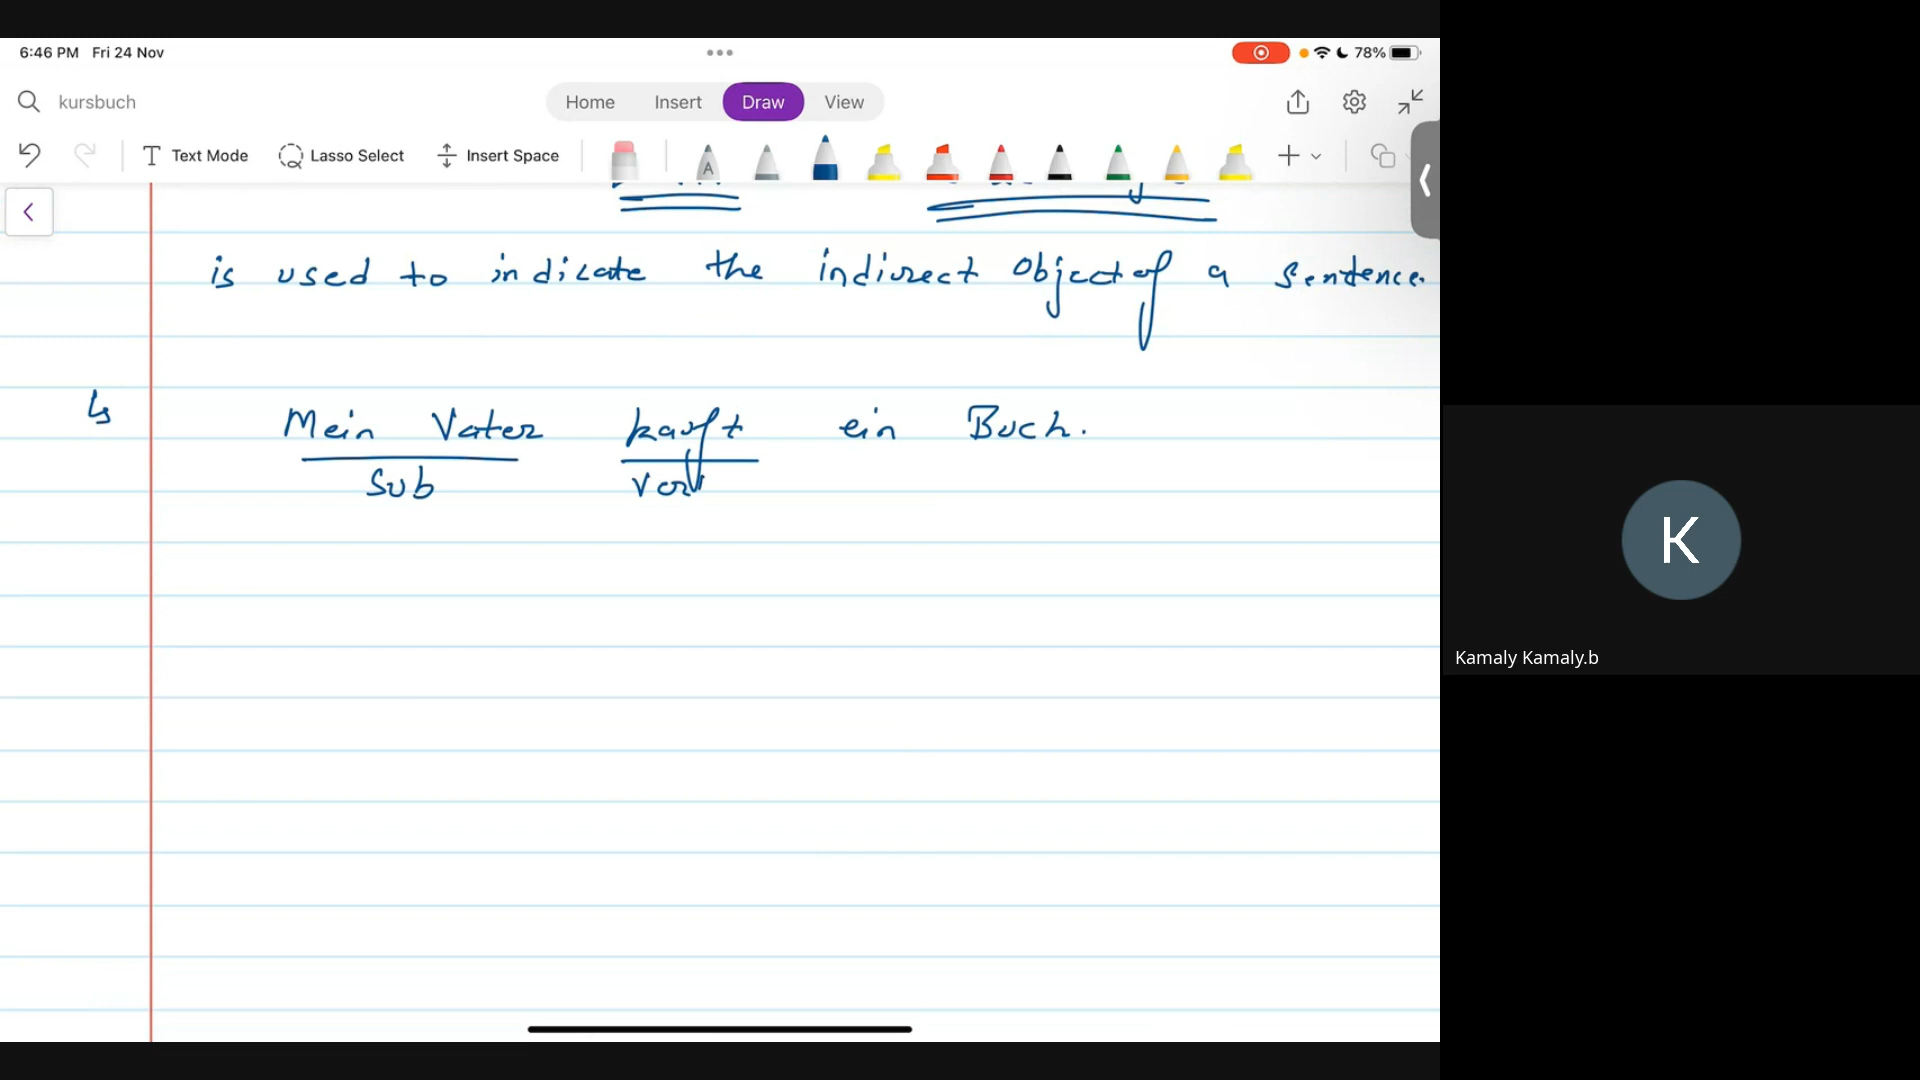 6:46 PM Fri 24 Nov 78%
kursbuch Home Insert Draw View
Text Mode Lasso Select Insert Space A
is used to indicate the indirect object of a sentence.
Mein Vater kauft ein Buch.
Sub
K
Kamaly Kamaly.b